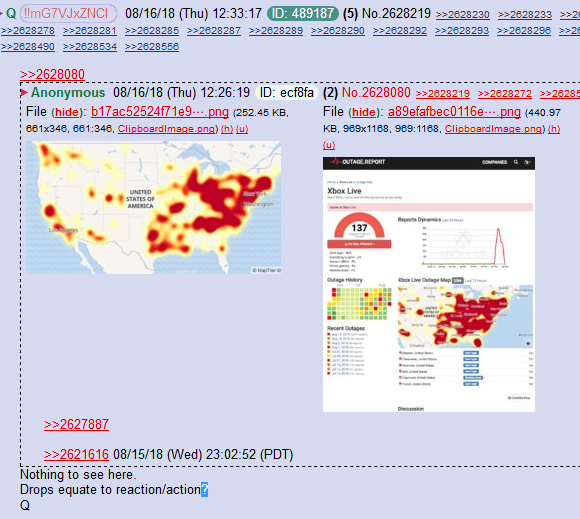 Q !!mG7VJxZNCI 08/16/18 (Thu) 12:33:17 ID: 489187 (5) No.2628219 >>2628230 >>2628233 >>2628
>>2628278 >>2628281 >>2628285 >>2628289 >>2628287 >>2628292 >>2628293 >>2628296 >>262
>>2628490 >>2628534 >>2628556
>>2628080
Anonymous 08/16/18 (Thu) 12:26:19 ID: ecf8fa (2) No.2628080 >>2628219 >>2628272 >>26285
File (hide): b17ac52524f71e9···.png (252.45 KB, 661x346, 661:346, ClipboardImage.png) (h) (u)
File (hide): a89efafbec0116e···.png (440.97 KB, 969x1168, 969:1168, ClipboardImage.png) (h) (u)
UNITED
STATES OF
AMERICA
New York
Washington
Los Angeles
© MapTiler ©
OUTAGE.REPORT
COMPANIES
Xbox Live
137
Reports Dynamics
Outage History
Xbox Live Outage Map
Recent Outages
Discussion
>>2627887
>>2621616 08/15/18 (Wed) 23:02:52 (PDT)
Nothing to see here.
Drops equate to reaction/action?
Q